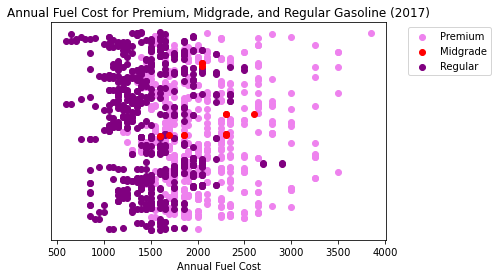 Annual Fuel Cost for Premium, Midgrade, and Regular Gasoline (2017)
Premium
Midgrade
Regular
500 1000 1500 2000 2500 3000 3500 4000
Annual Fuel Cost